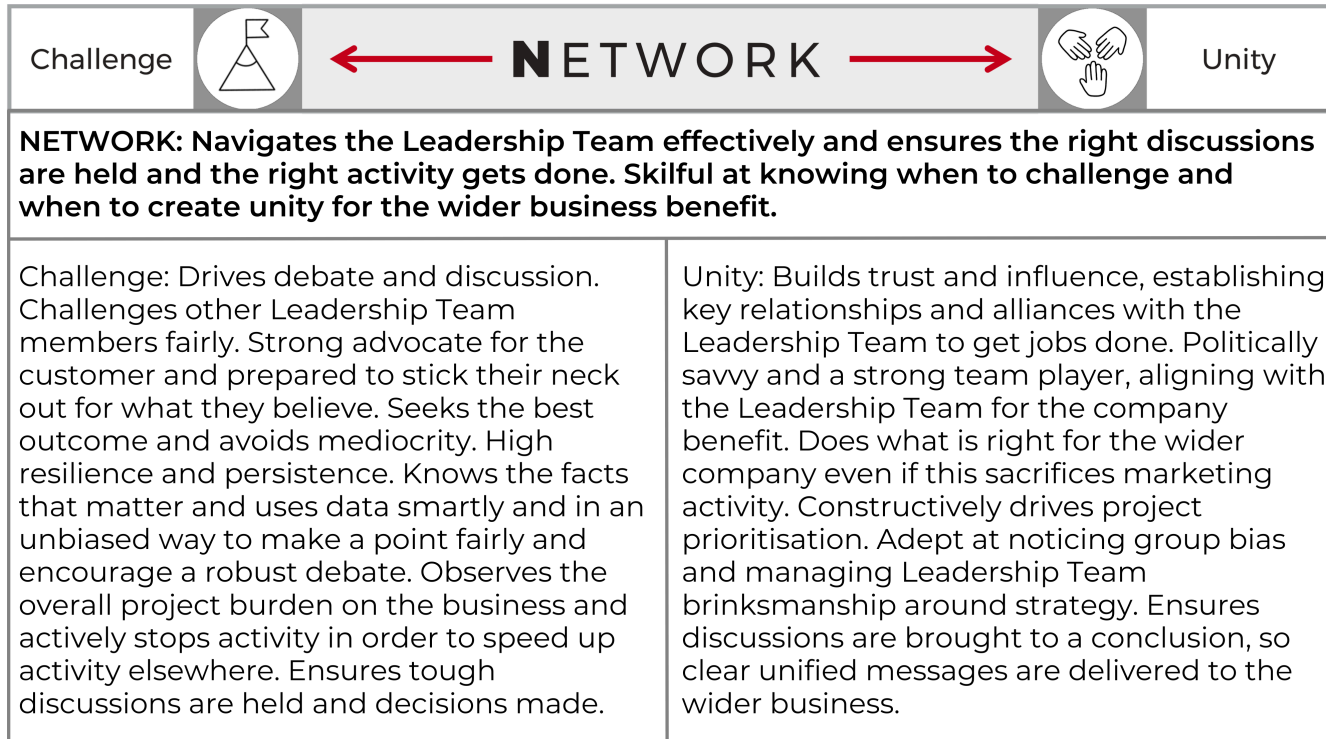 Challenge
NETWORK
Unity
NETWORK: Navigates the Leadership Team effectively and ensures the right discussions
are held and the right activity gets done. Skilful at knowing when to challenge and
when to create unity for the wider business benefit.
Challenge: Drives debate and discussion.
Challenges other Leadership Team
members fairly. Strong advocate for the
customer and prepared to stick their neck
out for what they believe. Seeks the best
outcome and avoids mediocrity. High
resilience and persistence. Knows the facts
that matter and uses data smartly and in an
unbiased way to make a point fairly and
encourage a robust debate. Observes the
overall project burden on the business and
actively stops activity in order to speed up
activity elsewhere. Ensures tough
discussions are held and decisions made.
Unity: Builds trust and influence, establishing
key relationships and alliances with the
Leadership Team to get jobs done. Politically
savvy and a strong team player, aligning with
the Leadership Team for the company
benefit. Does what is right for the wider
company even if this sacrifices marketing
activity. Constructively drives project
prioritisation. Adept at noticing group bias
and managing Leadership Team
brinksmanship around strategy. Ensures
discussions are brought to a conclusion, so
clear unified messages are delivered to the
wider business.